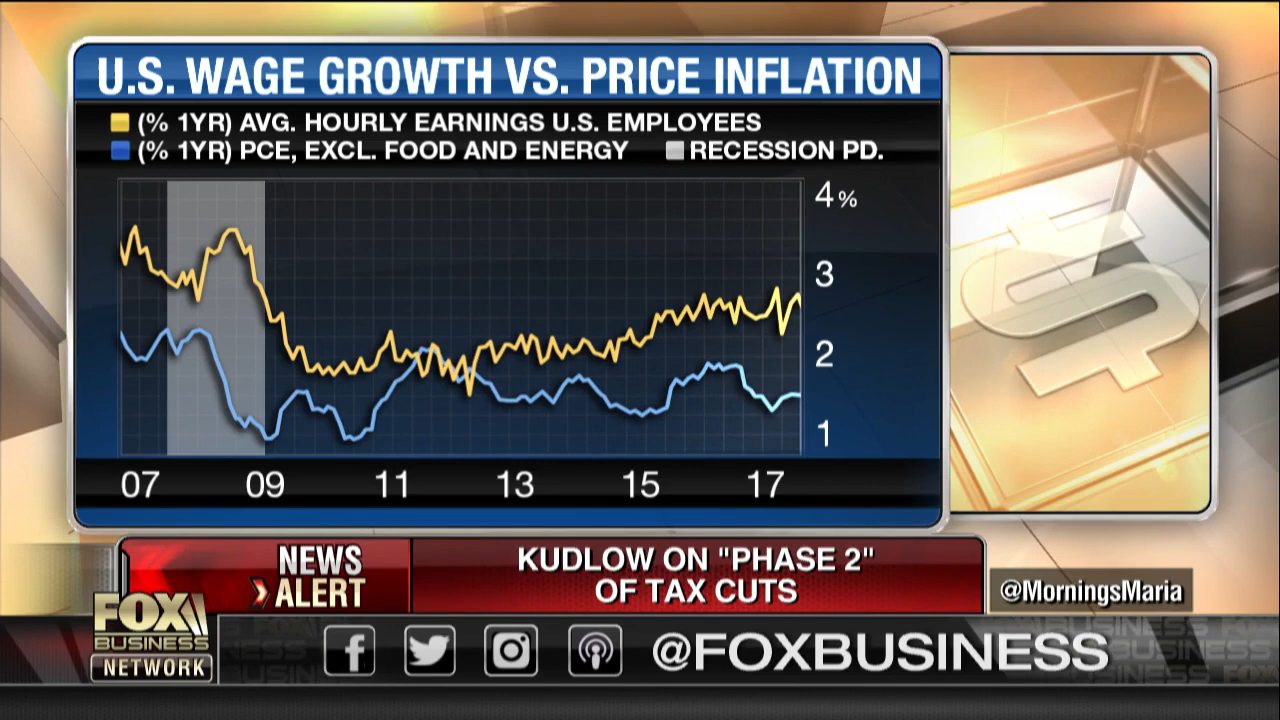 U.S. WAGE GROWTH VS. PRICE INFLATION
(% 1YR) AVG. HOURLY EARNINGS U.S. EMPLOYEES
(% 1YR) PCE, EXCL. FOOD AND ENERGY RECESSION PD.
4%
3
2
1
07 09 11 13 15 17
NEWS
ALERT
KUDLOW ON "PHASE 2"
OF TAX CUTS
@MorningsMaria
FOX
BUSINESS
NETWORK
@FOXBUSINESS